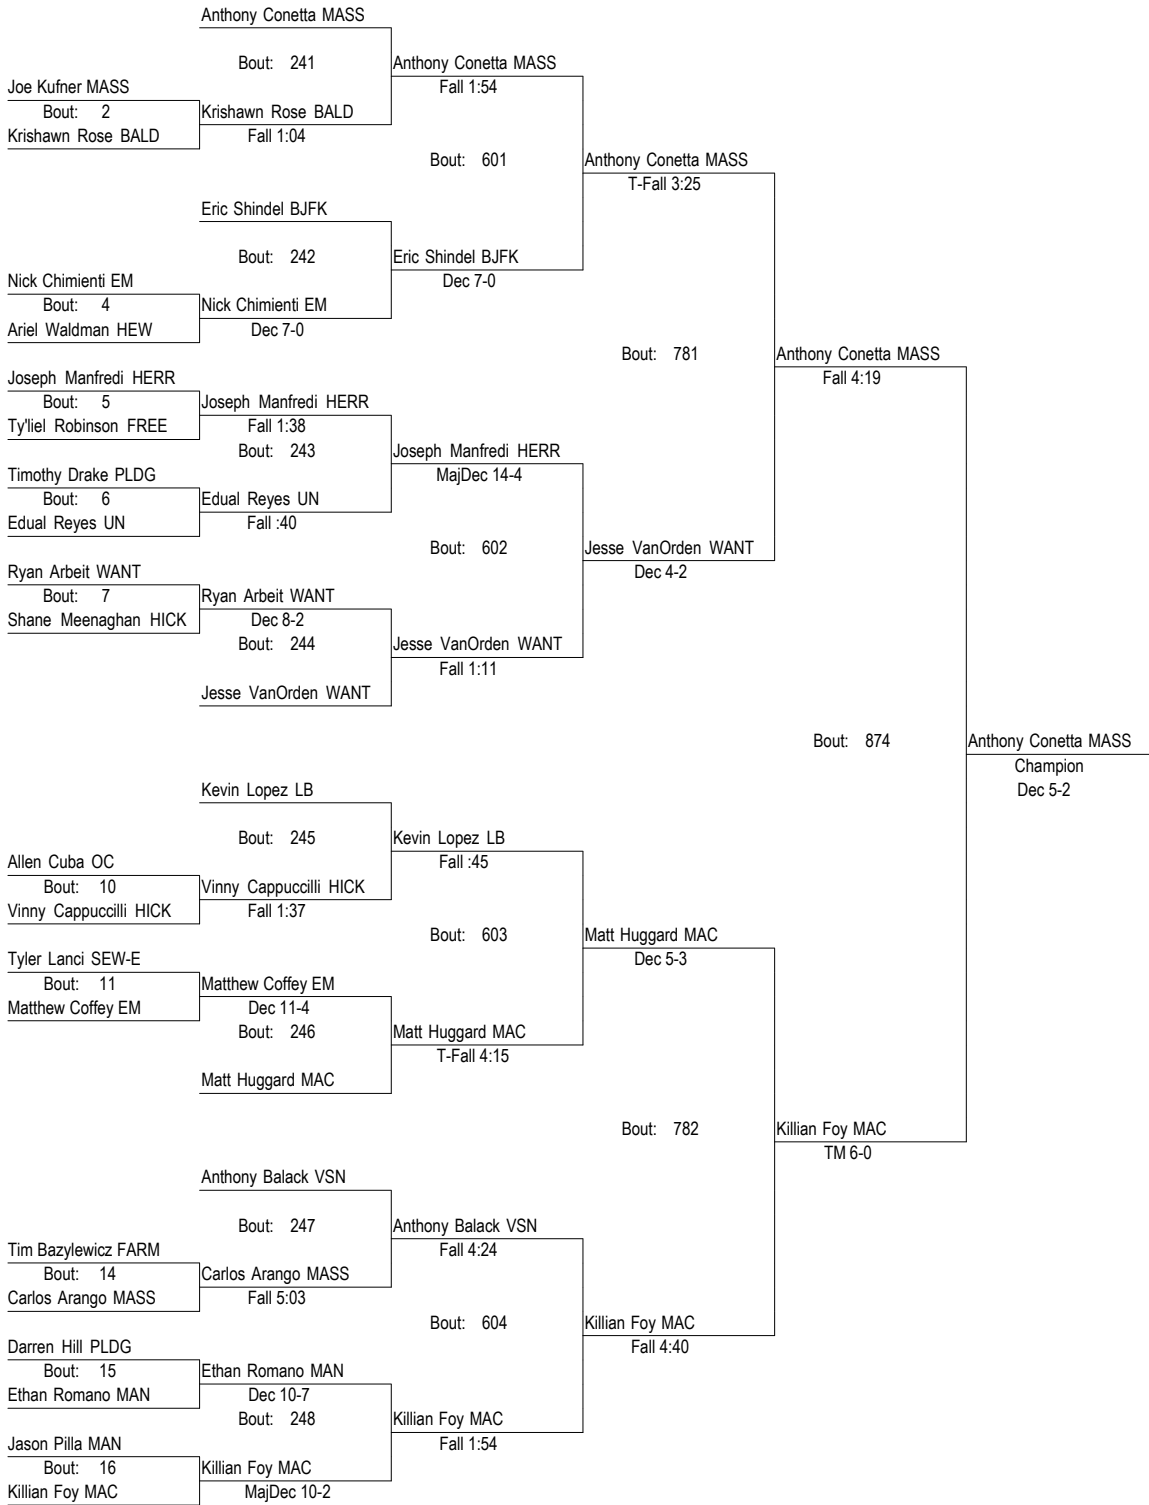 Anthony Conetta MASS
Bout: 241
Anthony Conetta MASS
Joe Kufner MASS
Fall 1:54
Bout: 2
Krishawn Rose BALD
Krishawn Rose BALD
Fall 1:04
Bout: 601
Anthony Conetta MASS
T-Fall 3:25
Eric Shindel BJFK
Bout: 242
Eric Shindel BJFK
Nick Chimienti EM
Dec 7-0
Bout: 4
Nick Chimienti EM
Ariel Waldman HEW
Dec 7-0
Bout: 781
Anthony Conetta MASS
Joseph Manfredi HERR
Fall 4:19
Bout: 5
Joseph Manfredi HERR
Ty'liel Robinson FREE
Fall 1:38
Bout: 243
Joseph Manfredi HERR
Timothy Drake PLDG
MajDec 14-4
Bout: 6
Edual Reyes UN
Edual Reyes UN
Fall :40
Bout: 602
Jesse VanOrden WANT
Ryan Arbeit WANT
Dec 4-2
Bout: 7
Ryan Arbeit WANT
Shane Meenaghan HICK
Dec 8-2
Bout: 244
Jesse VanOrden WANT
Fall 1:11
Jesse VanOrden WANT
Bout: 874
Anthony Conetta MASS
Champion
Dec 5-2
Kevin Lopez LB
Bout: 245
Kevin Lopez LB
Allen Cuba OC
Fall :45
Bout: 10
Vinny Cappuccilli HICK
Vinny Cappuccilli HICK
Fall 1:37
Bout: 603
Matt Huggard MAC
Tyler Lanci SEW-E
Dec 5-3
Bout: 11
Matthew Coffey EM
Matthew Coffey EM
Dec 11-4
Bout: 246
Matt Huggard MAC
T-Fall 4:15
Matt Huggard MAC
Bout: 782
Killian Foy MAC
TM 6-0
Anthony Balack VSN
Bout: 247
Anthony Balack VSN
Tim Bazylewicz FARM
Fall 4:24
Bout: 14
Carlos Arango MASS
Carlos Arango MASS
Fall 5:03
Bout: 604
Killian Foy MAC
Darren Hill PLDG
Fall 4:40
Bout: 15
Ethan Romano MAN
Ethan Romano MAN
Dec 10-7
Bout: 248
Killian Foy MAC
Jason Pilla MAN
Fall 1:54
Bout: 16
Killian Foy MAC
Killian Foy MAC
MajDec 10-2